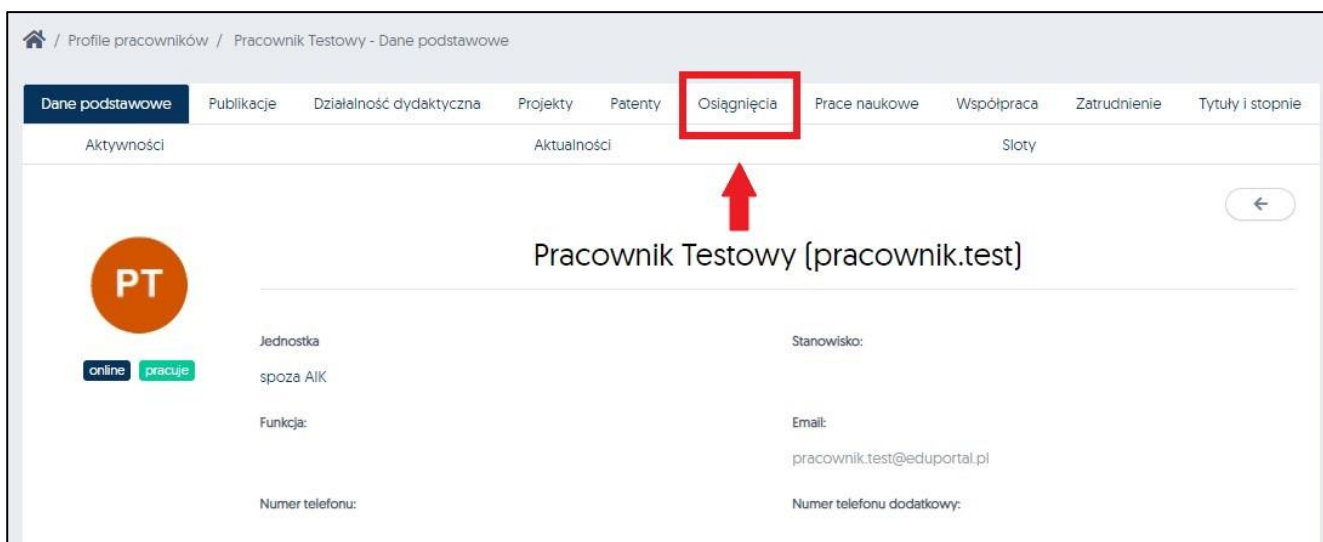 / Profile pracowników / Pracownik Testowy - Dane podstawowe
Dane podstawowe Publikacje Działalność dydaktyczna Projekty Patenty Osiągnięcia Prace naukowe Współpraca Zatrudnienie Tytuły i stopnie
Aktywności Aktualności Sloty
Pracownik Testowy (pracownik.test)
PT
online pracuje
Jednostka Stanowisko:
spoza AIK
Funkcja: Email:
pracownik.test@eduportal.pl
Numer telefonu: Numer telefonu dodatkowy: